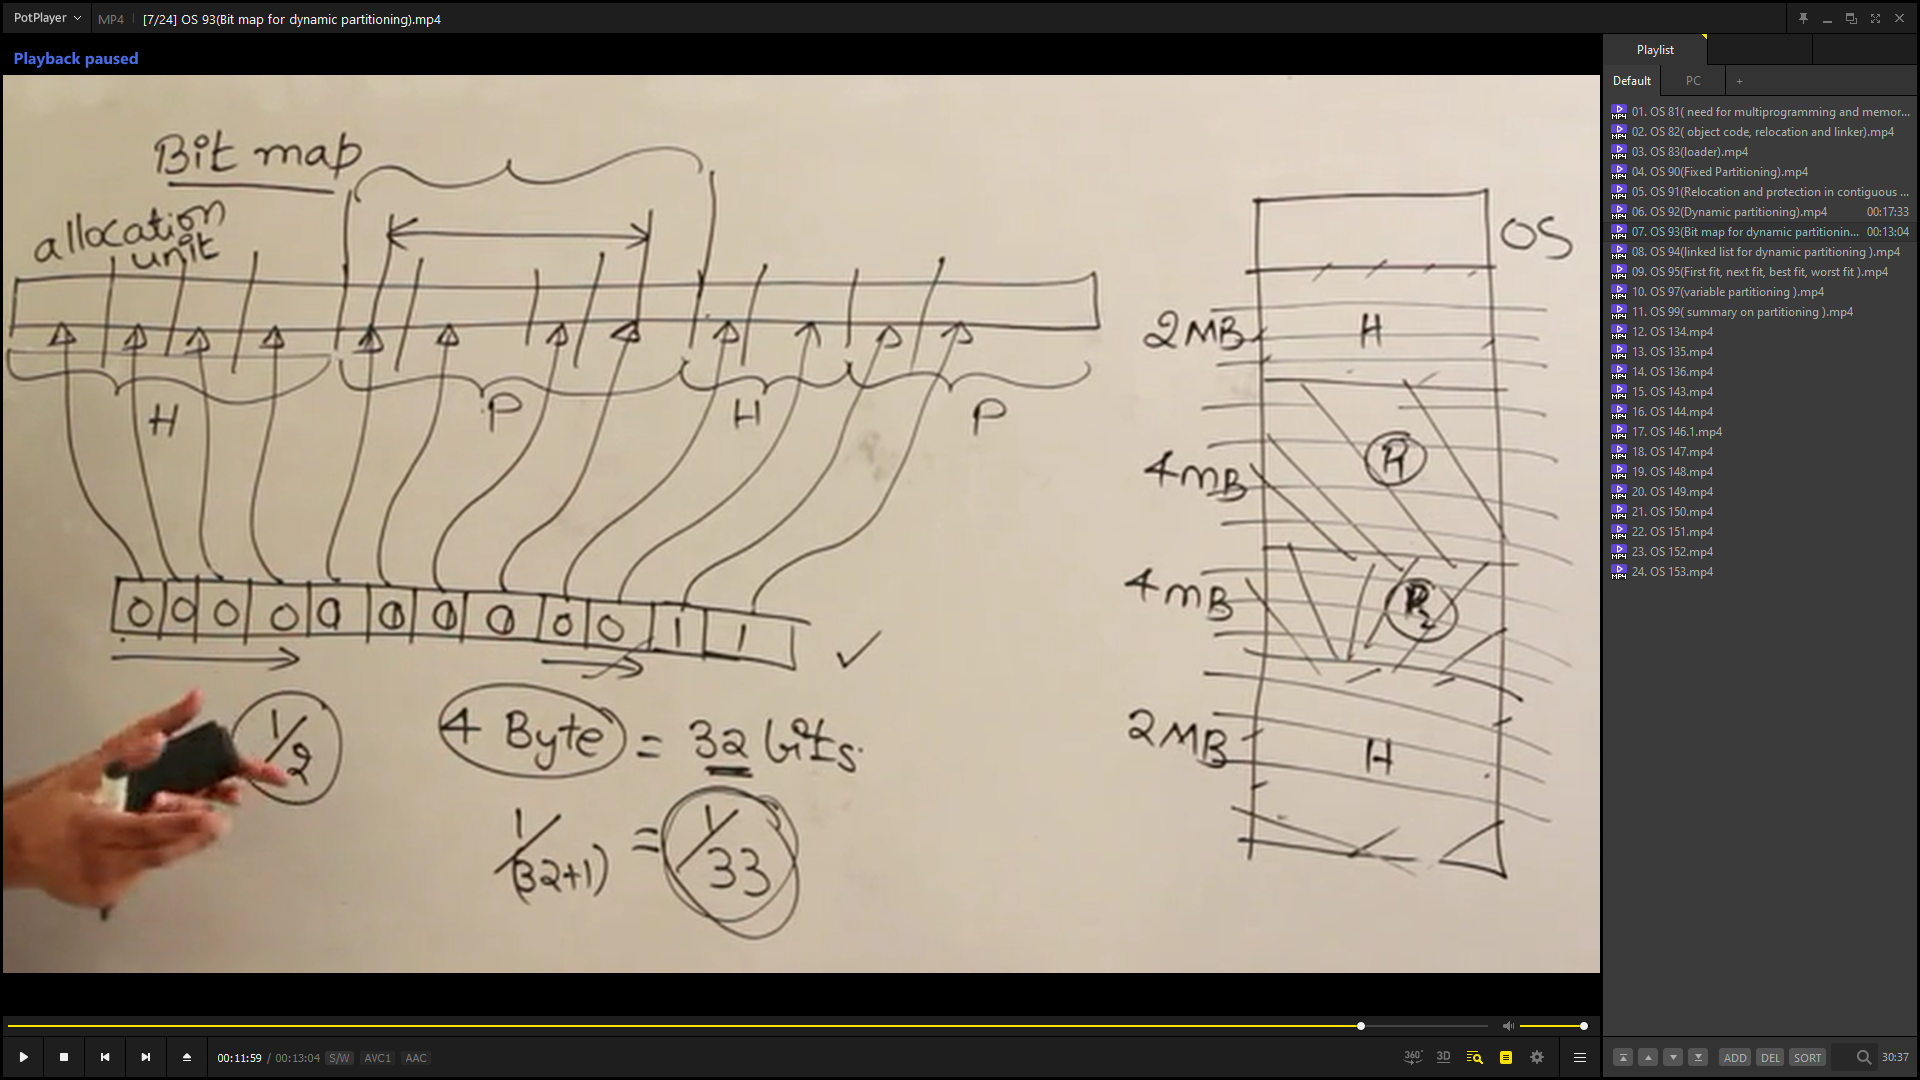 PotPlayer
MP4
[7/24] OS 93(Bit map for dynamic partitioning).mp4
Playback paused
Bit map
allocation
unit
H
P
H
P
0 0 0 0 0 0 0 0 0 0 1 1
1/2
4 Byte = 32 bits.
1/(32+1) = 1/33
OS
2MB
H
4MB
P1
4MB
P2
2MB
H
00:11:59 / 00:13:04
S/W
AVC1
AAC
360°
3D
Playlist
Default
PC
+
01. OS 81( need for multiprogramming and memor...
02. OS 82( object code, relocation and linker).mp4
03. OS 83(loader).mp4
04. OS 90(Fixed Partitioning).mp4
05. OS 91(Relocation and protection in contiguous ...
06. OS 92(Dynamic partitioning).mp4 00:17:33
07. OS 93(Bit map for dynamic partitionin... 00:13:04
08. OS 94(linked list for dynamic partitioning ).mp4
09. OS 95(First fit, next fit, best fit, worst fit ).mp4
10. OS 97(variable partitioning ).mp4
11. OS 99( summary on partitioning ).mp4
12. OS 134.mp4
13. OS 135.mp4
14. OS 136.mp4
15. OS 143.mp4
16. OS 144.mp4
17. OS 146.1.mp4
18. OS 147.mp4
19. OS 148.mp4
20. OS 149.mp4
21. OS 150.mp4
22. OS 151.mp4
23. OS 152.mp4
24. OS 153.mp4
ADD
DEL
SORT
30:37